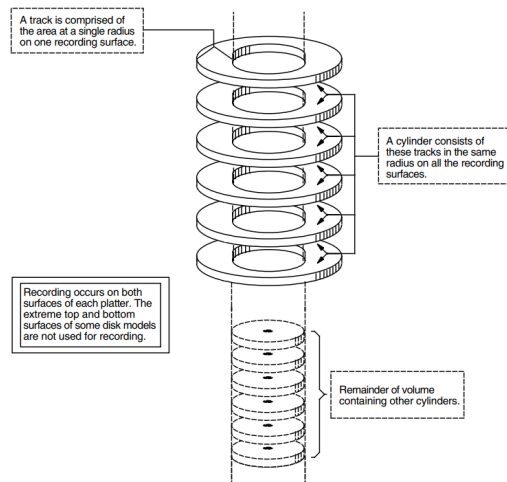 A track is comprised of
the area at a single radius
on one recording surface.
A cylinder consists of
these tracks in the same
radius on all the recording
surfaces.
Recording occurs on both
surfaces of each platter. The
extreme top and bottom
surfaces of some disk models
are not used for recording.
Remainder of volume
containing other cylinders.